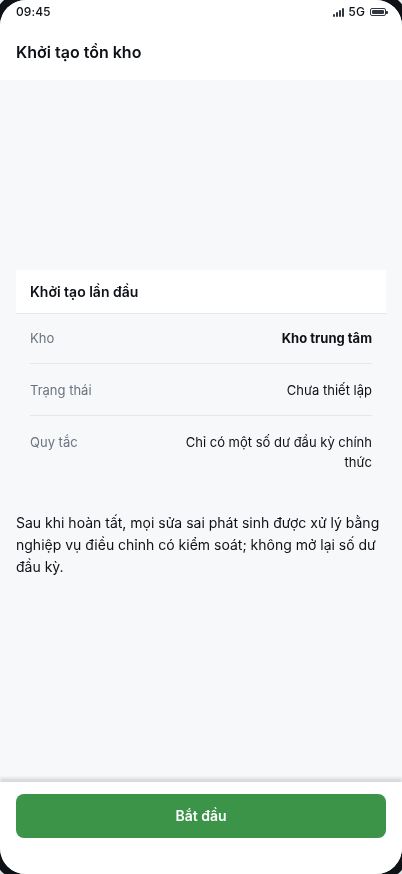 09:45
5G
Khởi tạo tồn kho
Khởi tạo lần đầu
Kho
Kho trung tâm
Trạng thái
Chưa thiết lập
Quy tắc
Chỉ có một số dư đầu kỳ chính
thức
Sau khi hoàn tất, mọi sửa sai phát sinh được xử lý bằng
nghiệp vụ điều chỉnh có kiểm soát; không mở lại số dư
đầu kỳ.
Bắt đầu